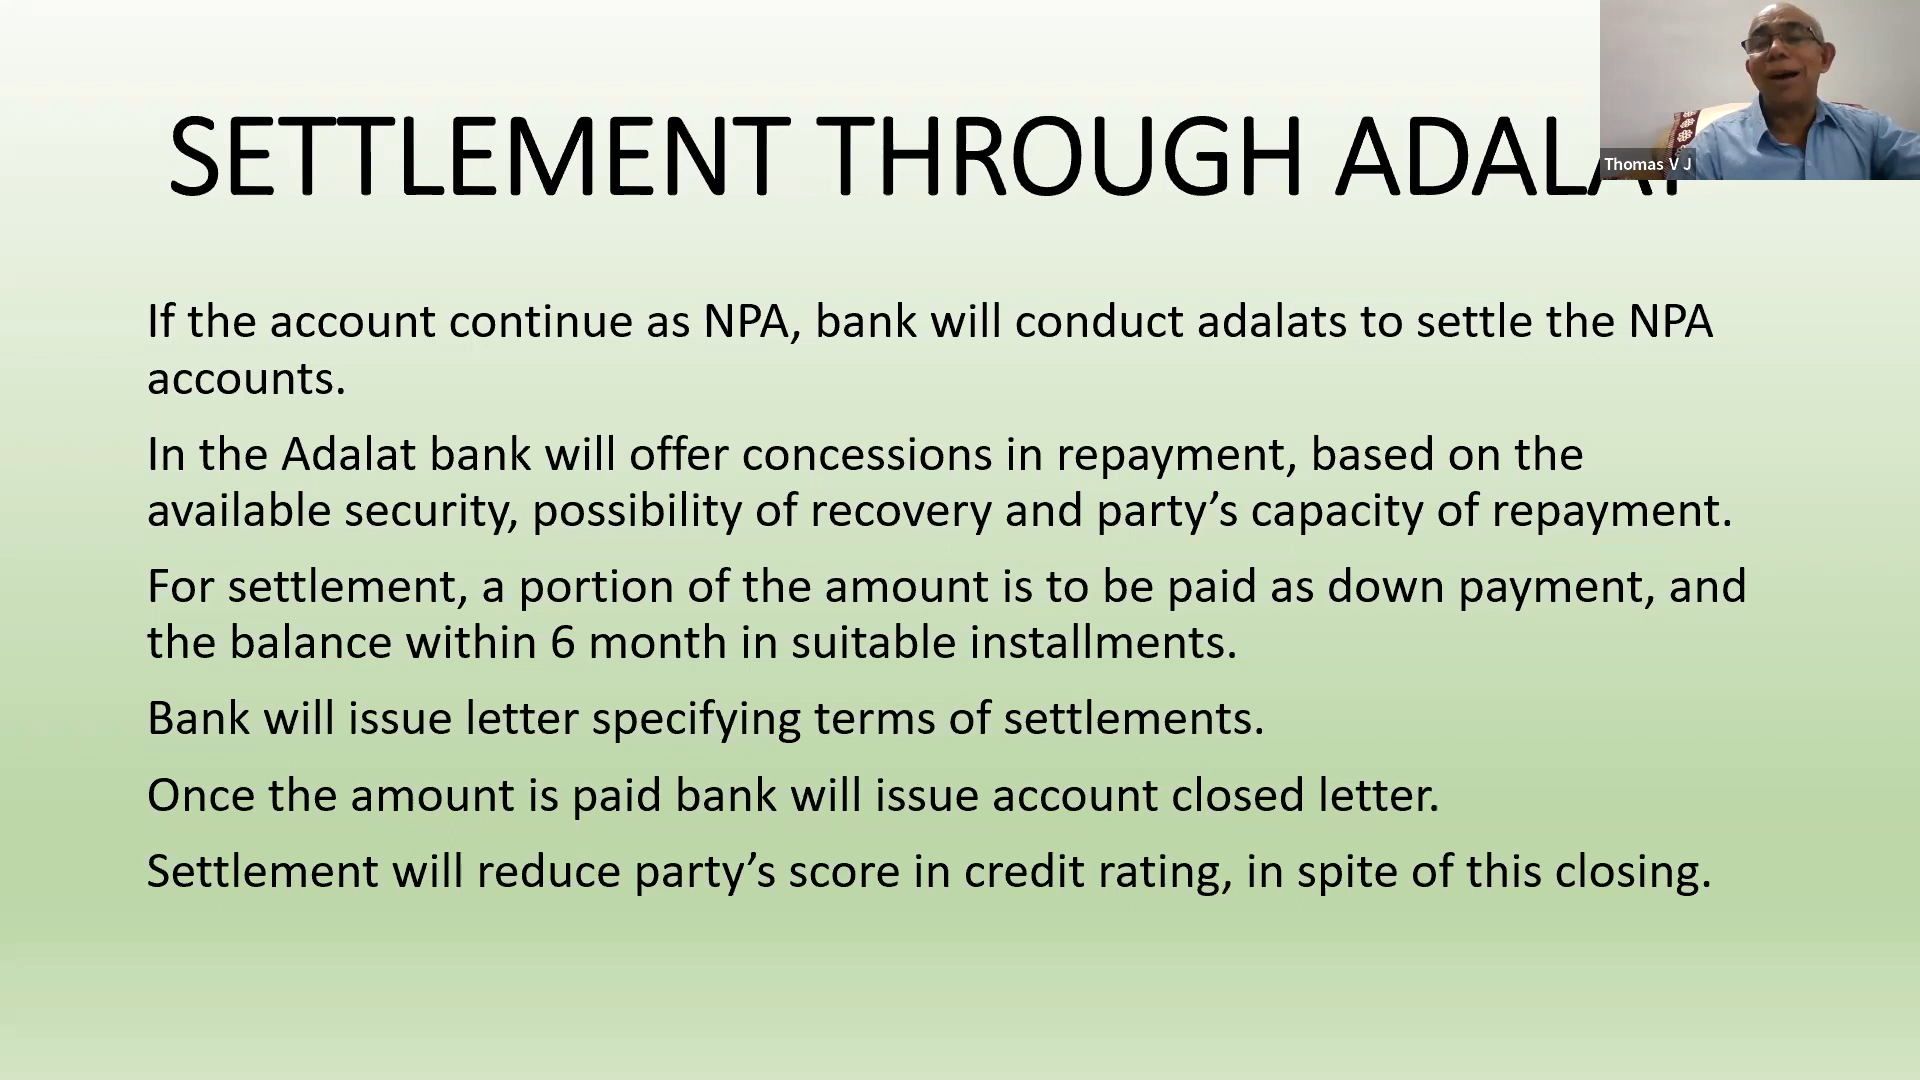 SETTLEMENT THROUGH ADALAT
Thomas V J
If the account continue as NPA, bank will conduct adalats to settle the NPA
accounts.
In the Adalat bank will offer concessions in repayment, based on the
available security, possibility of recovery and party’s capacity of repayment.
For settlement, a portion of the amount is to be paid as down payment, and
the balance within 6 month in suitable installments.
Bank will issue letter specifying terms of settlements.
Once the amount is paid bank will issue account closed letter.
Settlement will reduce party’s score in credit rating, in spite of this closing.